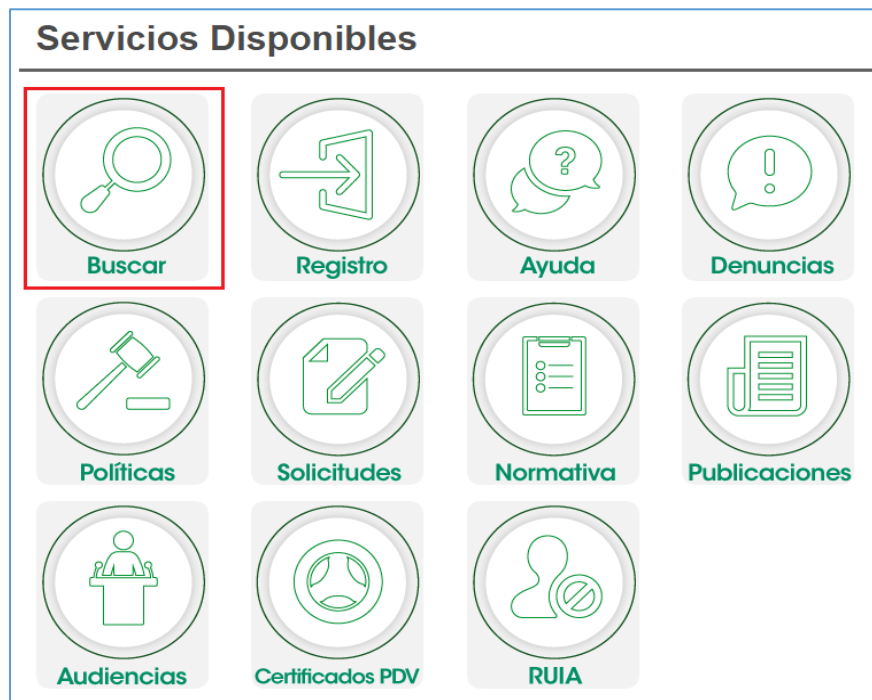 Servicios Disponibles
Buscar
Registro
Ayuda
Denuncias
Políticas
Solicitudes
Normativa
Publicaciones
Audiencias
Certificados PDV
RUIA